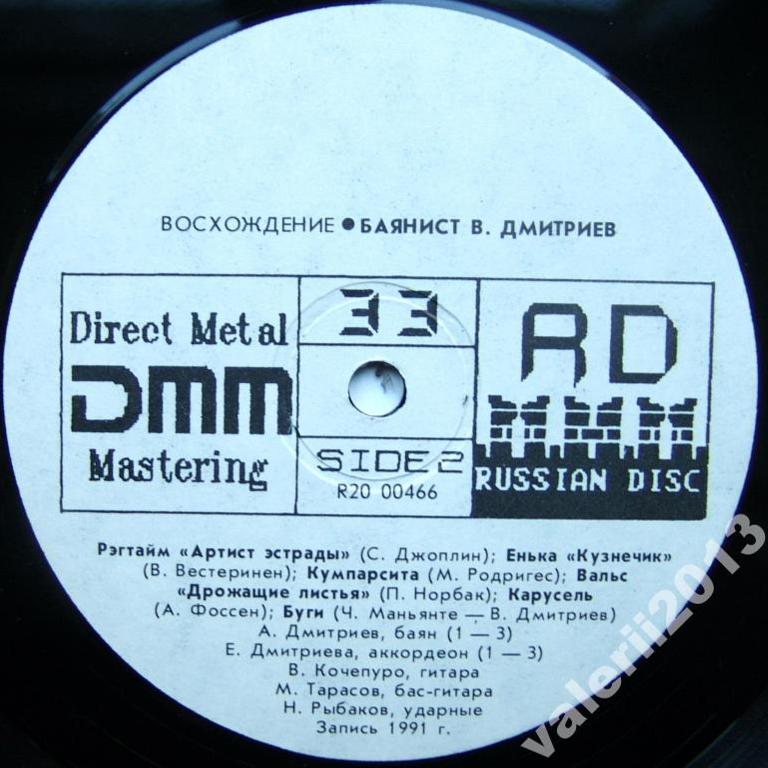 ВОСХОЖДЕНИЕ ● БАЯНИСТ В. ДМИТРИЕВ
Direct Metal
DMM
Mastering
33
SIDE 2
R20 00466
RD
RUSSIAN DISC
Рэгтайм «Артист эстрады» (С. Джоплин); Енька «Кузнечик»
(В. Вестеринен); Кумпарсита (М. Родригес); Вальс
«Дрожащие листья» (П. Норбак); Карусель
(А. Фоссен); Буги (Ч. Маньянте — В. Дмитриев)
А. Дмитриев, баян (1 — 3)
Е. Дмитриева, аккордеон (1 — 3)
В. Кочепуро, гитара
М. Тарасов, бас-гитара
Н. Рыбаков, ударные
Запись 1991 г.
valerii2013